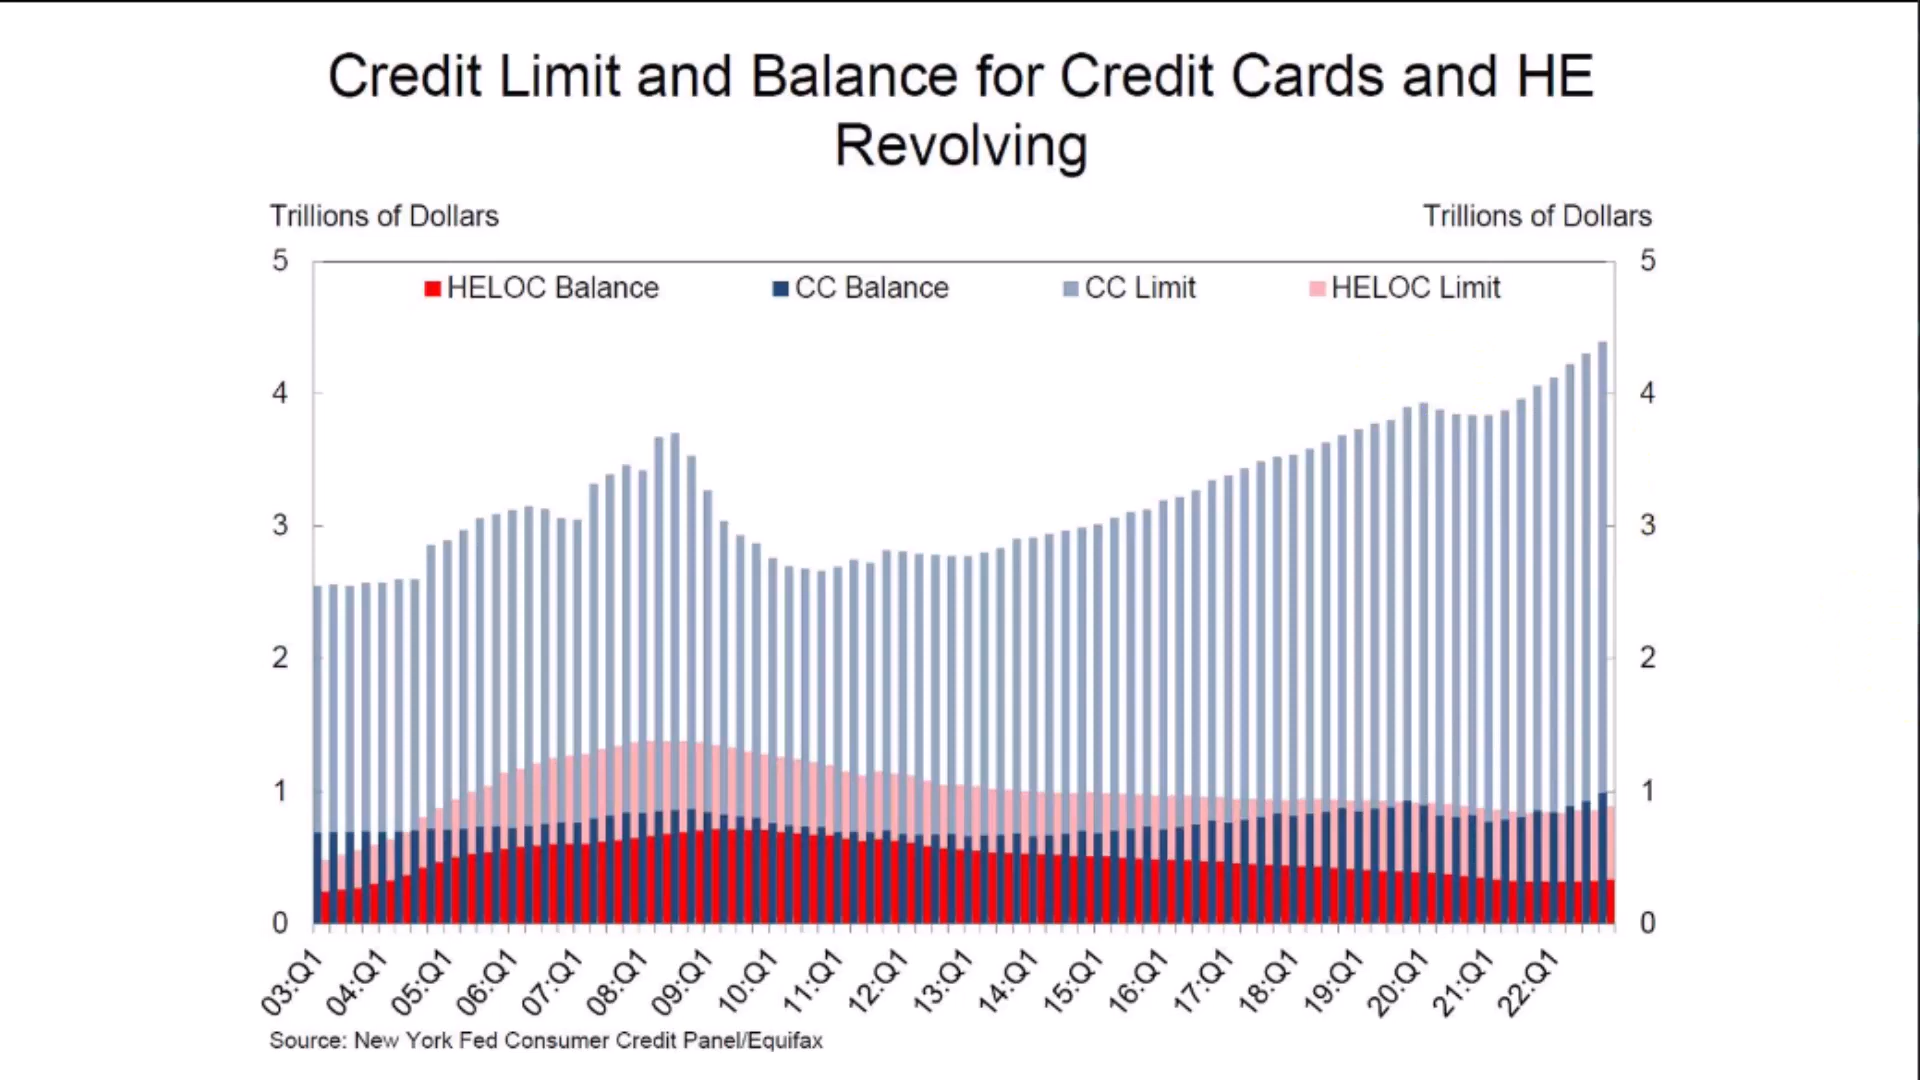 Credit Limit and Balance for Credit Cards and HE
Revolving
Trillions of Dollars
Trillions of Dollars
HELOC Balance
CC Balance
CC Limit
HELOC Limit
5
4
3
2
1
0
5
4
3
2
1
0
03:Q1
04:Q1
05:Q1
06:Q1
07:Q1
08:Q1
09:Q1
10:Q1
11:Q1
12:Q1
13:Q1
14:Q1
15:Q1
16:Q1
17:Q1
18:Q1
19:Q1
20:Q1
21:Q1
22:Q1
Source: New York Fed Consumer Credit Panel/Equifax